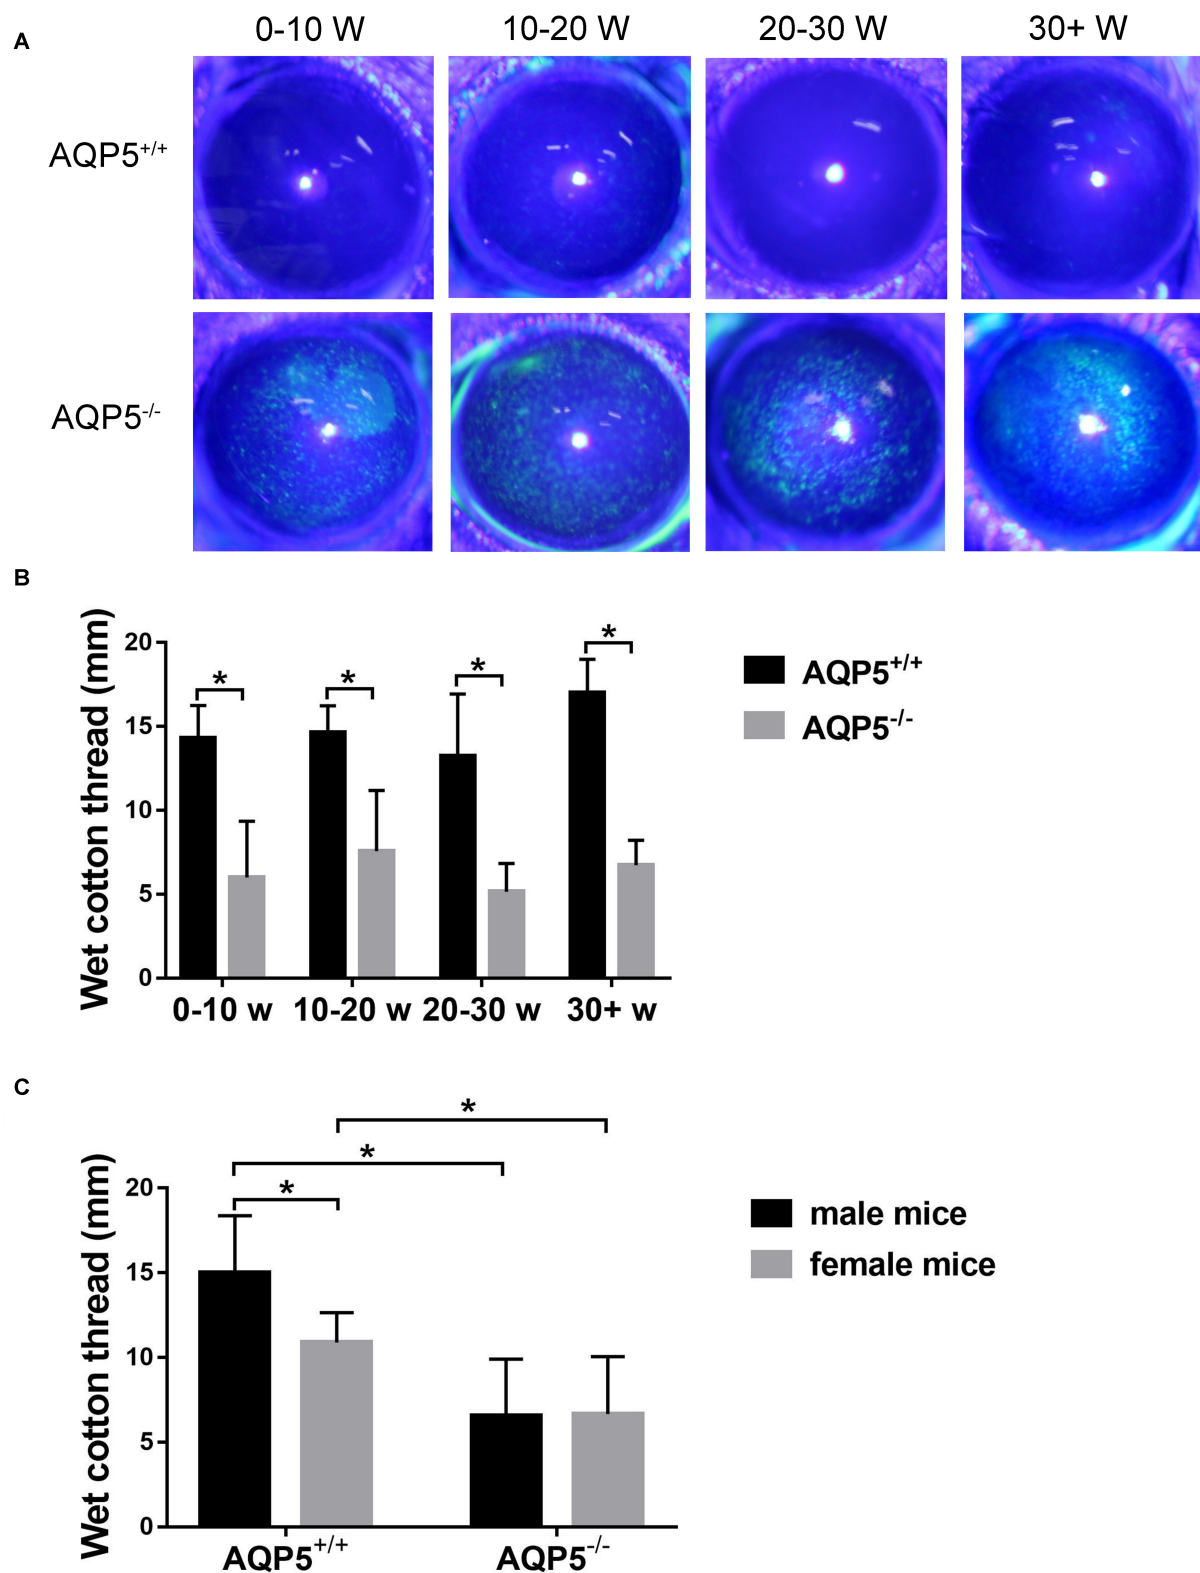 A
0-10 W 10-20 W 20-30 W 30+ W
AQP5+/+
AQP5-/-
B
Wet cotton thread (mm)
20
15
10
5
0
* * * *
0-10 w 10-20 w 20-30 w 30+ w
AQP5+/+
AQP5-/-
C
Wet cotton thread (mm)
20
15
10
5
0
*
*
*
AQP5+/+ AQP5-/-
male mice
female mice